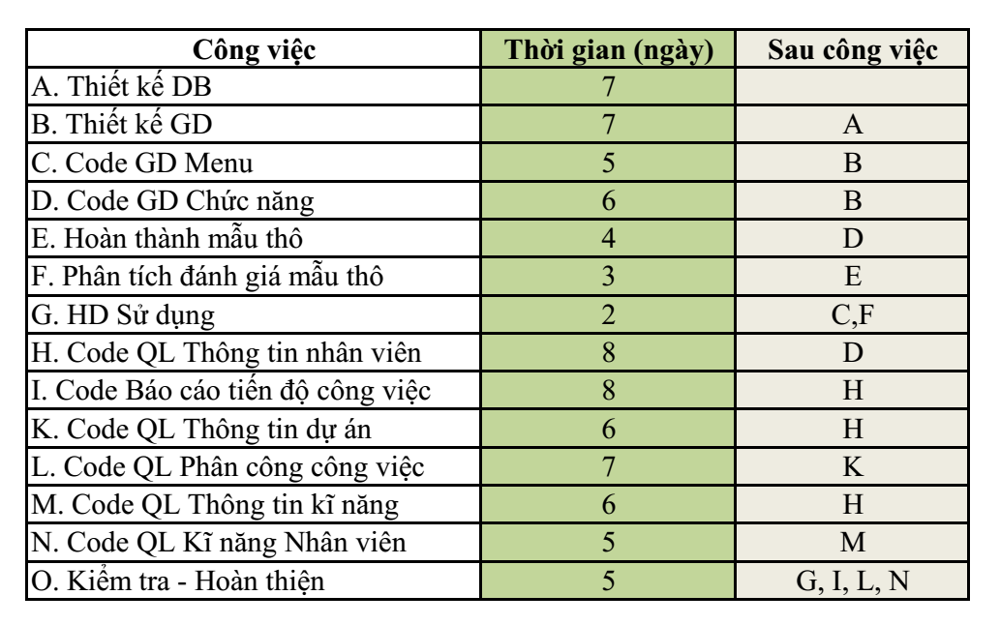 Công việc Thời gian (ngày) Sau công việc
A. Thiết kế DB 7
B. Thiết kế GD 7 A
C. Code GD Menu 5 B
D. Code GD Chức năng 6 B
E. Hoàn thành mẫu thô 4 D
F. Phân tích đánh giá mẫu thô 3 E
G. HD Sử dụng 2 C,F
H. Code QL Thông tin nhân viên 8 D
I. Code Báo cáo tiến độ công việc 8 H
K. Code QL Thông tin dự án 6 H
L. Code QL Phân công công việc 7 K
M. Code QL Thông tin kĩ năng 6 H
N. Code QL Kĩ năng Nhân viên 5 M
O. Kiểm tra - Hoàn thiện 5 G, I, L, N